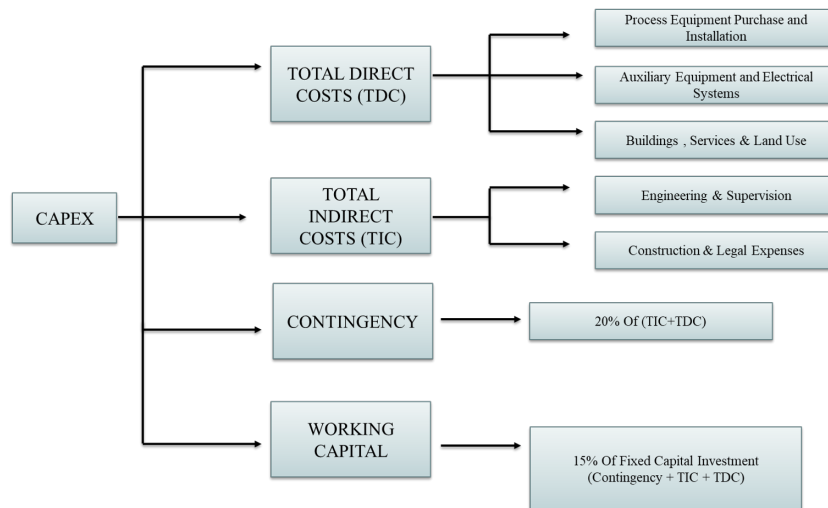 CAPEX
TOTAL DIRECT
COSTS (TDC)
Process Equipment Purchase and
Installation
Auxiliary Equipment and Electrical
Systems
Buildings , Services & Land Use
TOTAL
INDIRECT
COSTS (TIC)
Engineering & Supervision
Construction & Legal Expenses
CONTINGENCY
20% Of (TIC+TDC)
WORKING
CAPITAL
15% Of Fixed Capital Investment
(Contingency + TIC + TDC)